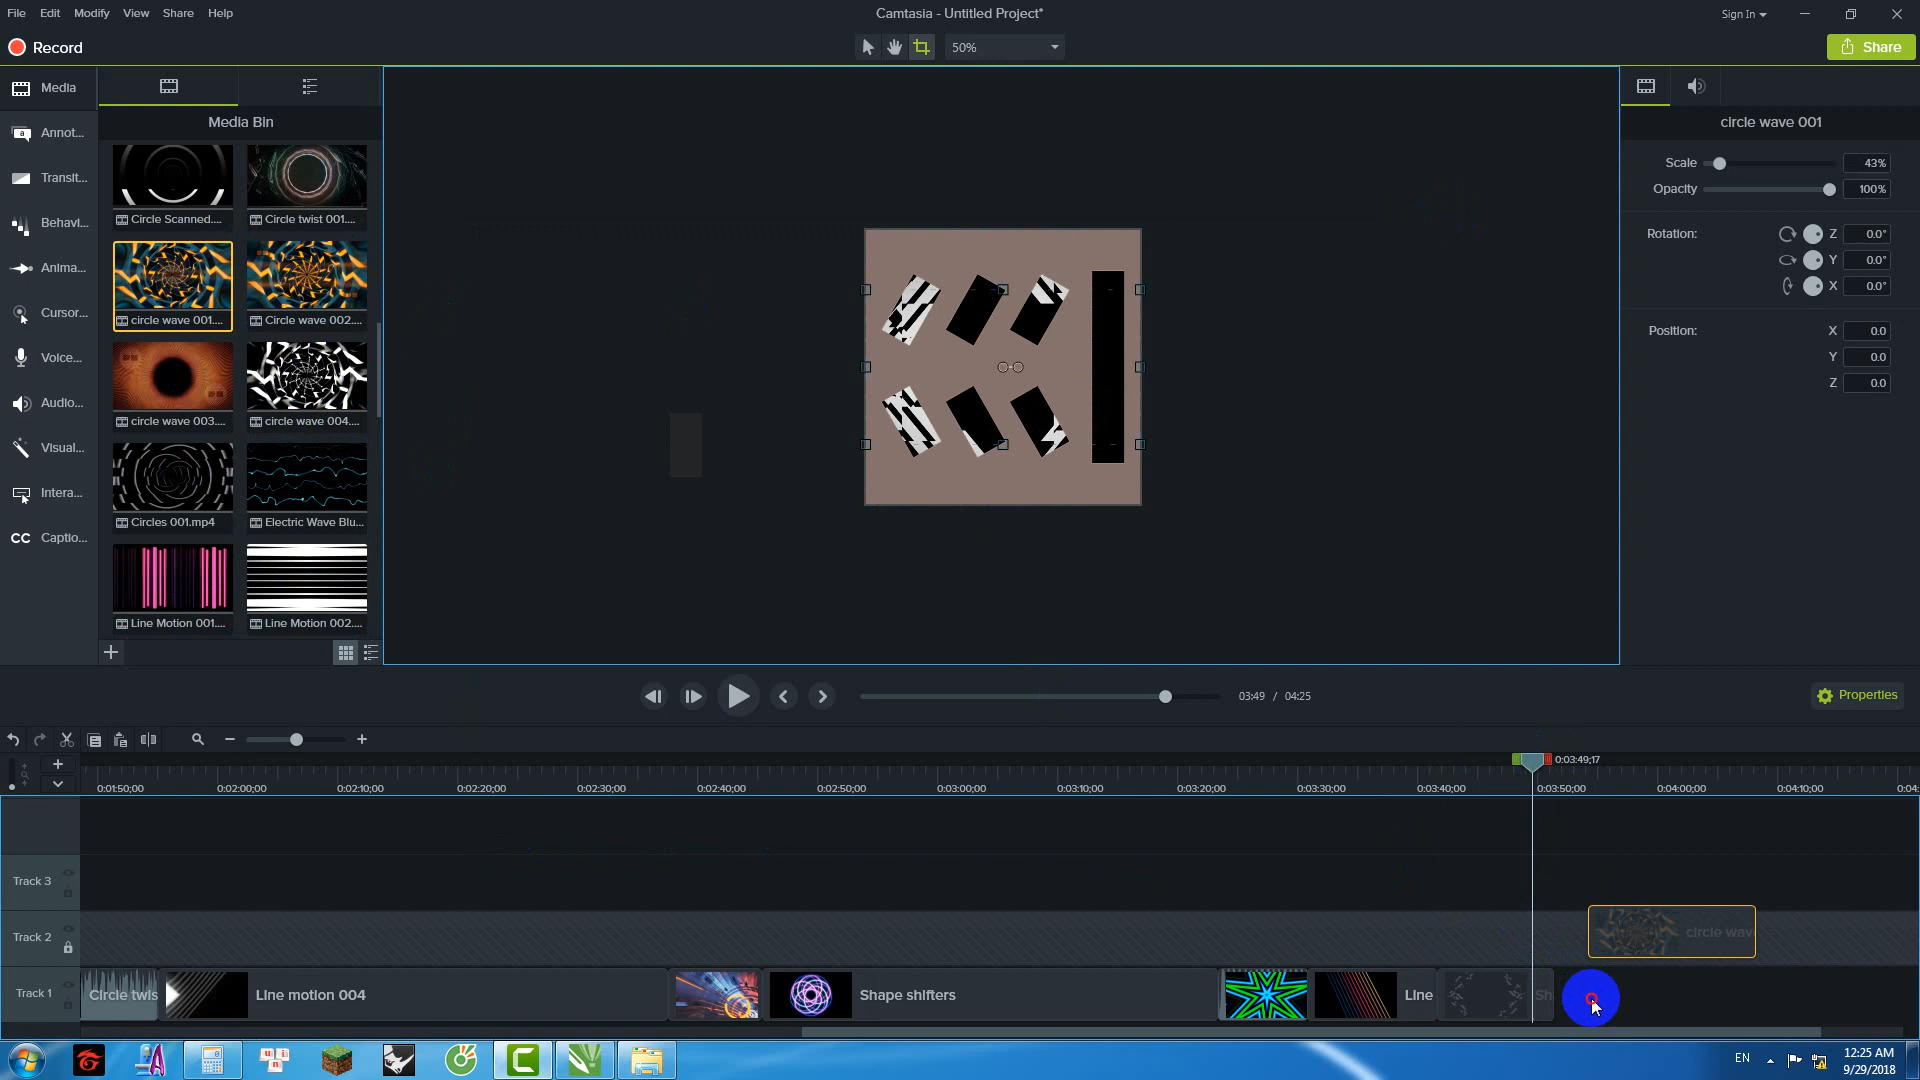 File Edit Modify View Share Help
Camtasia - Untitled Project*
Sign In
Record
50%
Share
Media
Annot...
Transit...
Behavi...
Anima...
Cursor...
Voice...
Audio...
Visual...
Intera...
CC Captio...
Media Bin
Circle Scanned....
Circle twist 001....
circle wave 001....
Circle wave 002....
circle wave 003....
circle wave 004....
Circles 001.mp4
Electric Wave Blu...
Line Motion 001....
Line Motion 002....
circle wave 001
Scale 43%
Opacity 100%
Rotation: Z 0.0°
Y 0.0°
X 0.0°
Position: X 0.0
Y 0.0
Z 0.0
03:49 / 04:25
Properties
0:03:49;17
0:01:50;00 0:02:00;00 0:02:10;00 0:02:20;00 0:02:30;00 0:02:40;00 0:02:50;00 0:03:00;00 0:03:10;00 0:03:20;00 0:03:30;00 0:03:40;00 0:03:50;00 0:04:00;00 0:04:10;00 0:04:
Track 3
Track 2
circle wav
Track 1
Circle twis
Line motion 004
Shape shifters
Line
Sh
EN
12:25 AM
9/29/2018